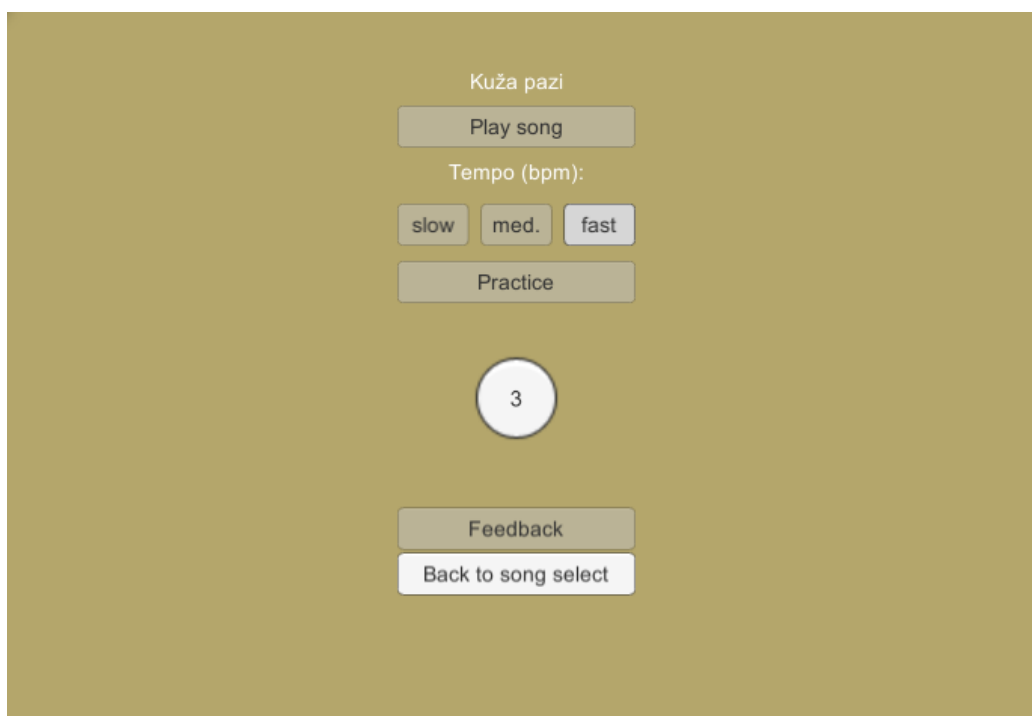 Kuža pazi
Play song
Tempo (bpm):
slow med. fast
Practice
3
Feedback
Back to song select